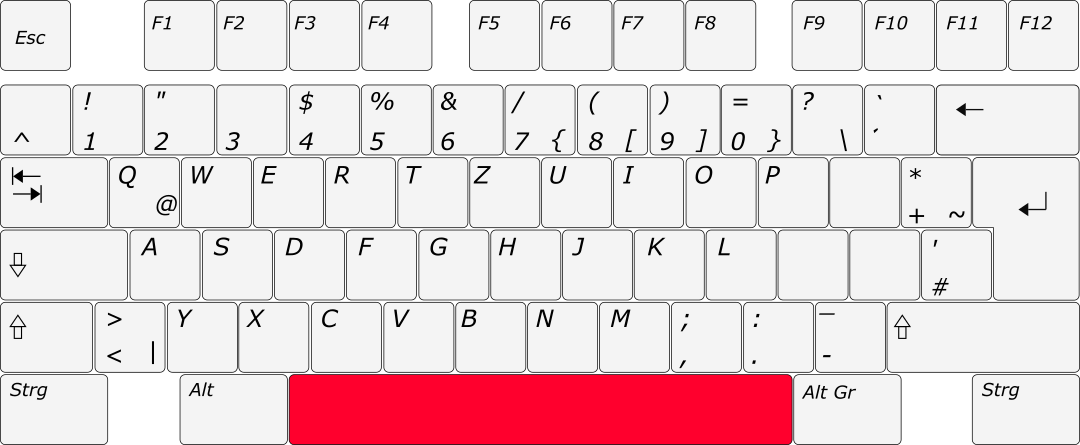 Esc F1 F2 F3 F4 F5 F6 F7 F8 F9 F10 F11 F12
! " $ % & / ( ) = ? `
^ 1 2 3 4 5 6 7 { 8 [ 9 ] 0 } \ ´ ←
Q W E R T Z U I O P *
@ + ~
A S D F G H J K L '
#
> Y X C V B N M ; : _
< | , . -
Strg Alt Alt Gr Strg